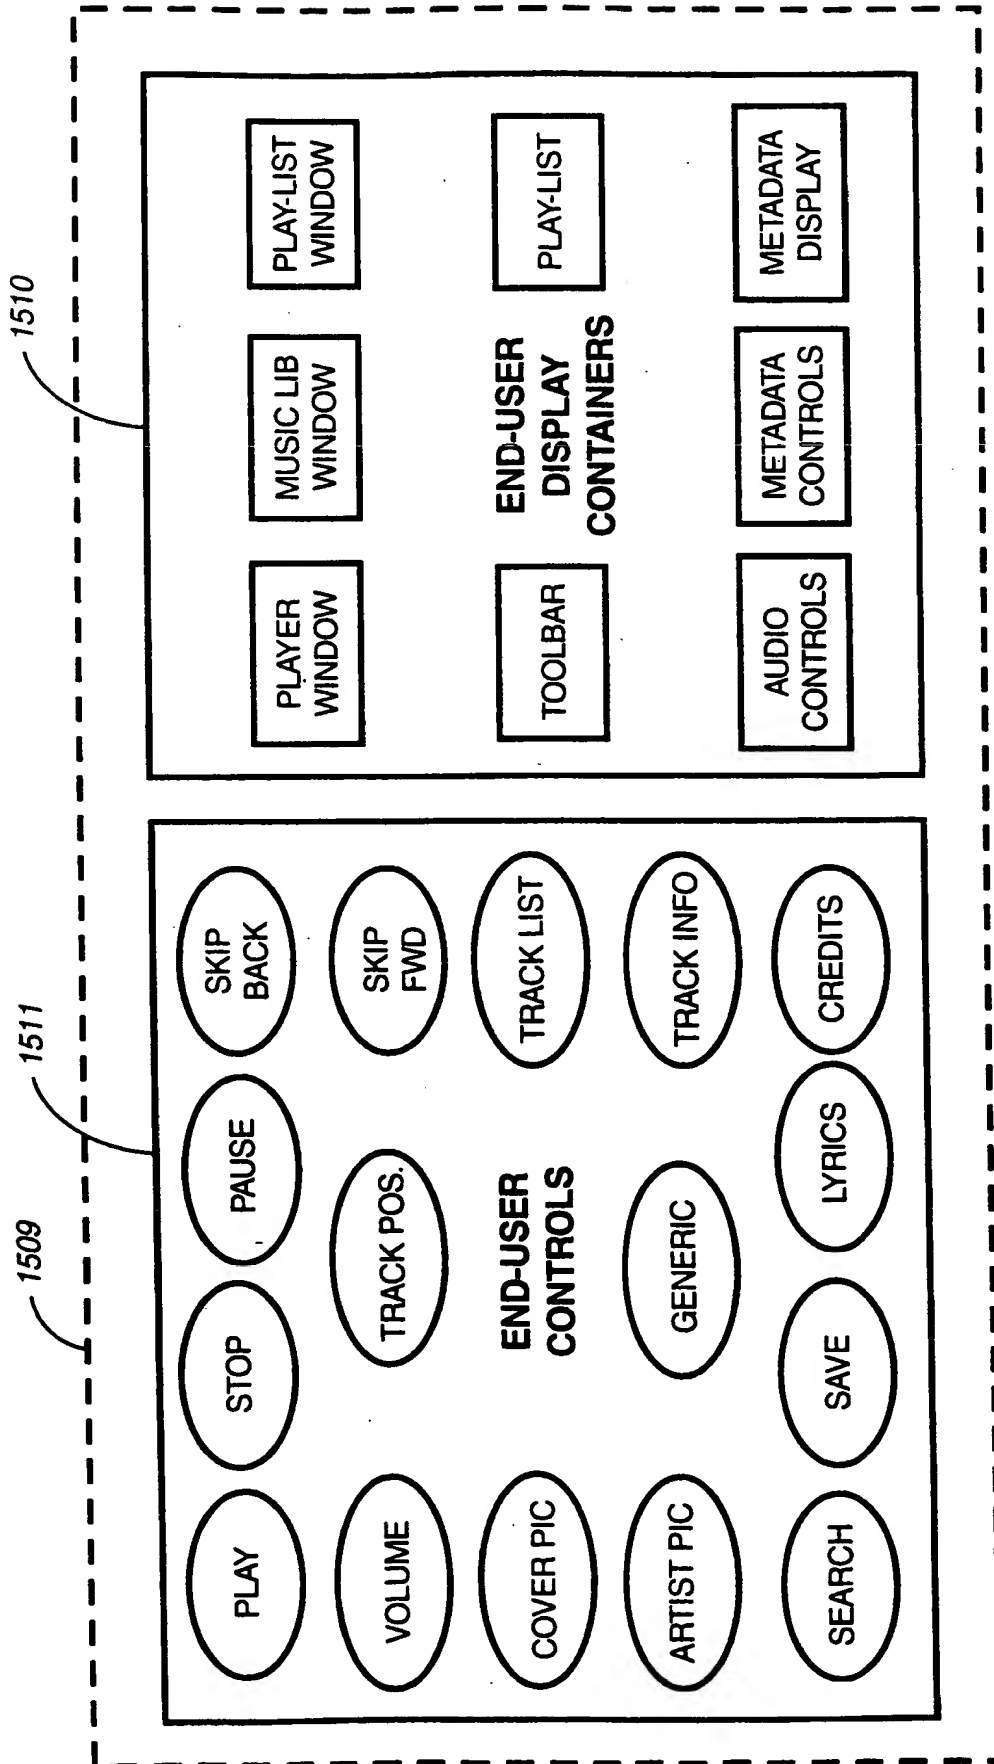 1509
1511
1510
PLAY
STOP
PAUSE
SKIP
BACK
VOLUME
TRACK POS.
SKIP
FWD
COVER PIC
END-USER
CONTROLS
TRACK LIST
ARTIST PIC
GENERIC
TRACK INFO
SEARCH
SAVE
LYRICS
CREDITS
PLAYER
WINDOW
MUSIC LIB
WINDOW
PLAY-LIST
WINDOW
TOOLBAR
END-USER
DISPLAY
CONTAINERS
PLAY-LIST
AUDIO
CONTROLS
METADATA
CONTROLS
METADATA
DISPLAY